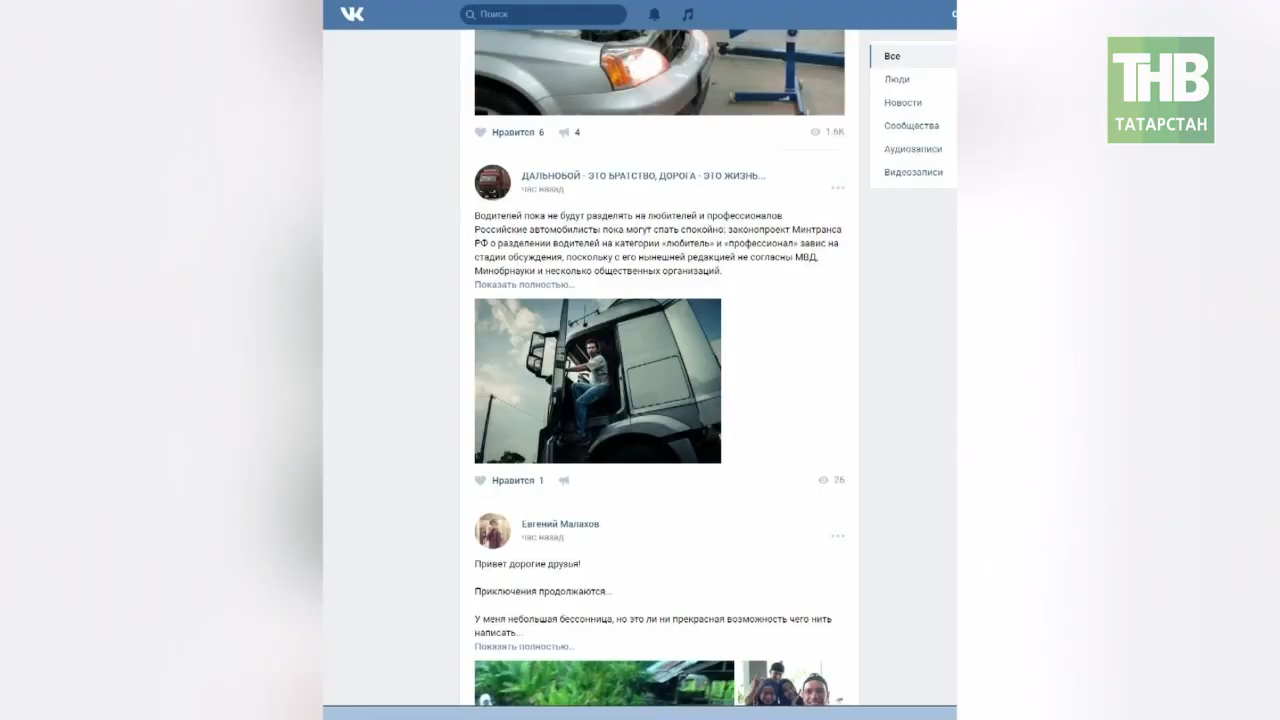 Поиск
ТНВ
ТАТАРСТАН
Все
Люди
Новости
Сообщества
Аудиозаписи
Видеозаписи
Нравится 6 4 1.6K
ДАЛЬНОБОЙ - ЭТО БРАТСТВО, ДОРОГА - ЭТО ЖИЗНЬ...
час назад
Водителей пока не будут разделять на любителей и профессионалов
Российские автомобилисты пока могут спать спокойно: законопроект Минтранса
РФ о разделении водителей на категории «любитель» и «профессионал» завис на
стадии обсуждения, поскольку с его нынешней редакцией не согласны МВД,
Минобрнауки и несколько общественных организаций.
Показать полностью...
Нравится 1 26
Евгений Малахов
час назад
Привет дорогие друзья!
Приключения продолжаются...
У меня небольшая бессонница, но это ли ни прекрасная возможность чего нить
написать...
Показать полностью...